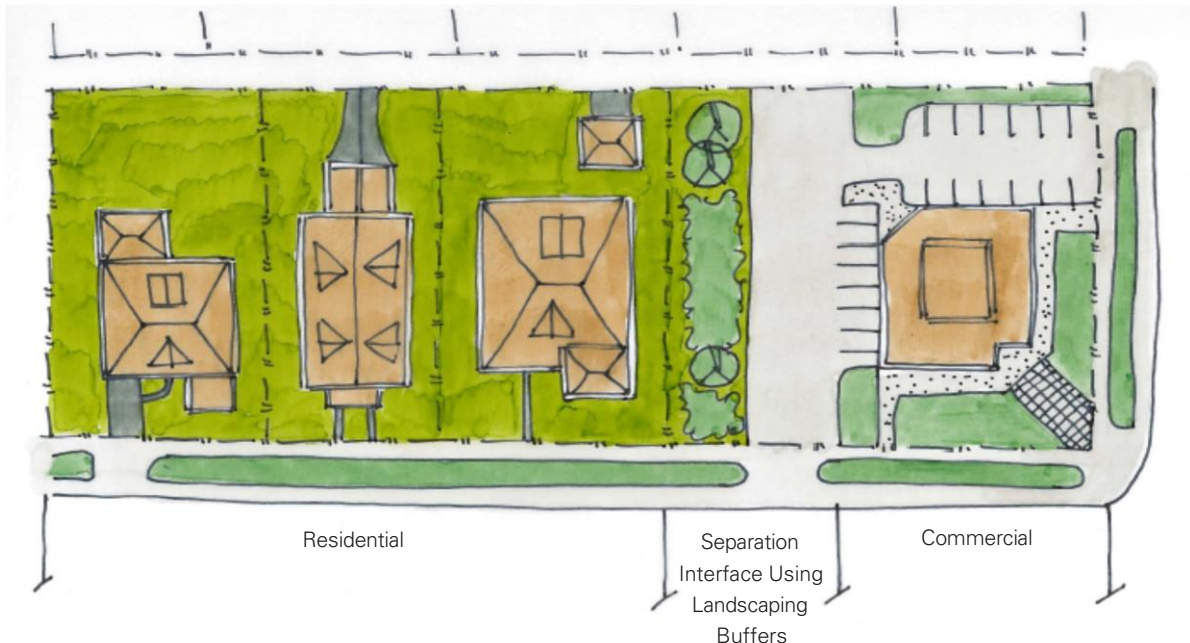 Residential
Separation
Interface Using
Landscaping
Buffers
Commercial